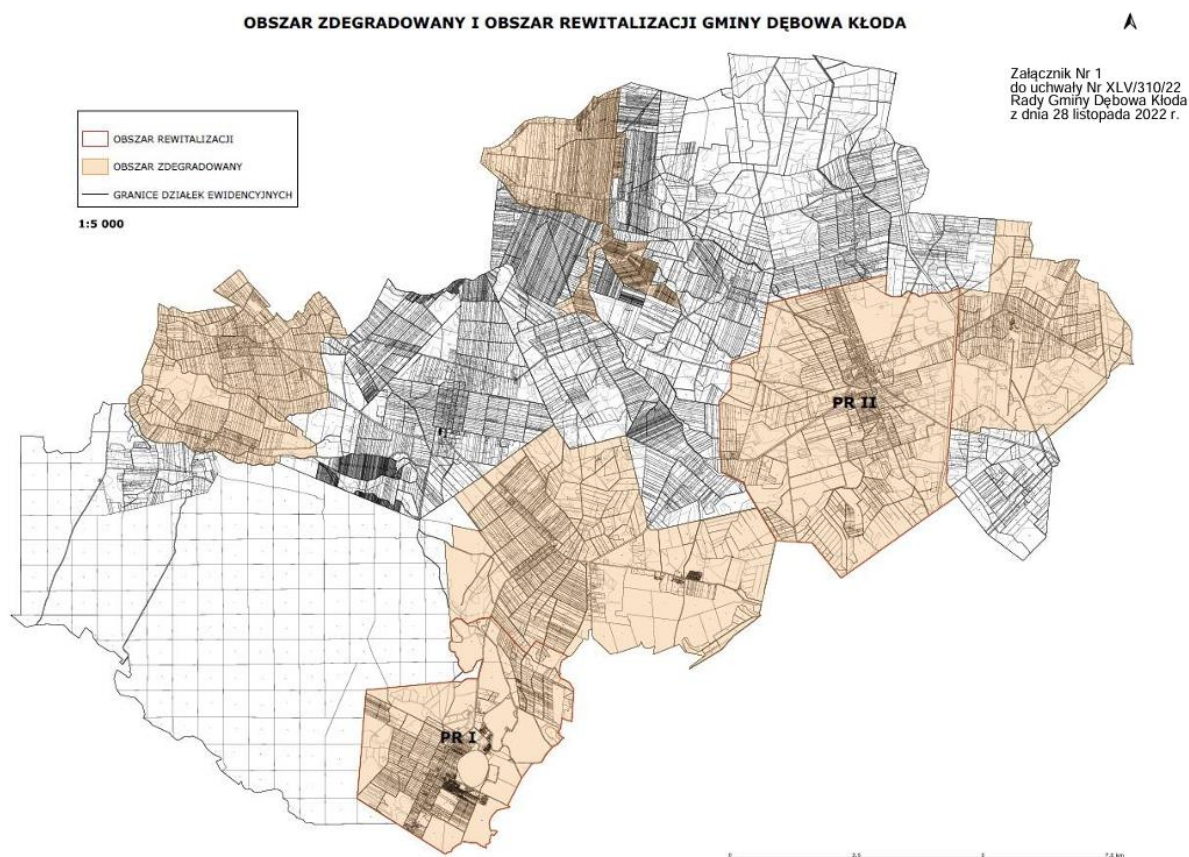 OBSZAR ZDEGRADOWANY I OBSZAR REWITALIZACJI GMINY DĘBOWA KŁODA
Załącznik Nr 1
do uchwały Nr XLV/310/22
Rady Gminy Dębowa Kłoda
z dnia 28 listopada 2022 r.
OBSZAR REWITALIZACJI
OBSZAR ZDEGRADOWANY
GRANICE DZIAŁEK EWIDENCYJNYCH
1:5 000
PR II
PR I